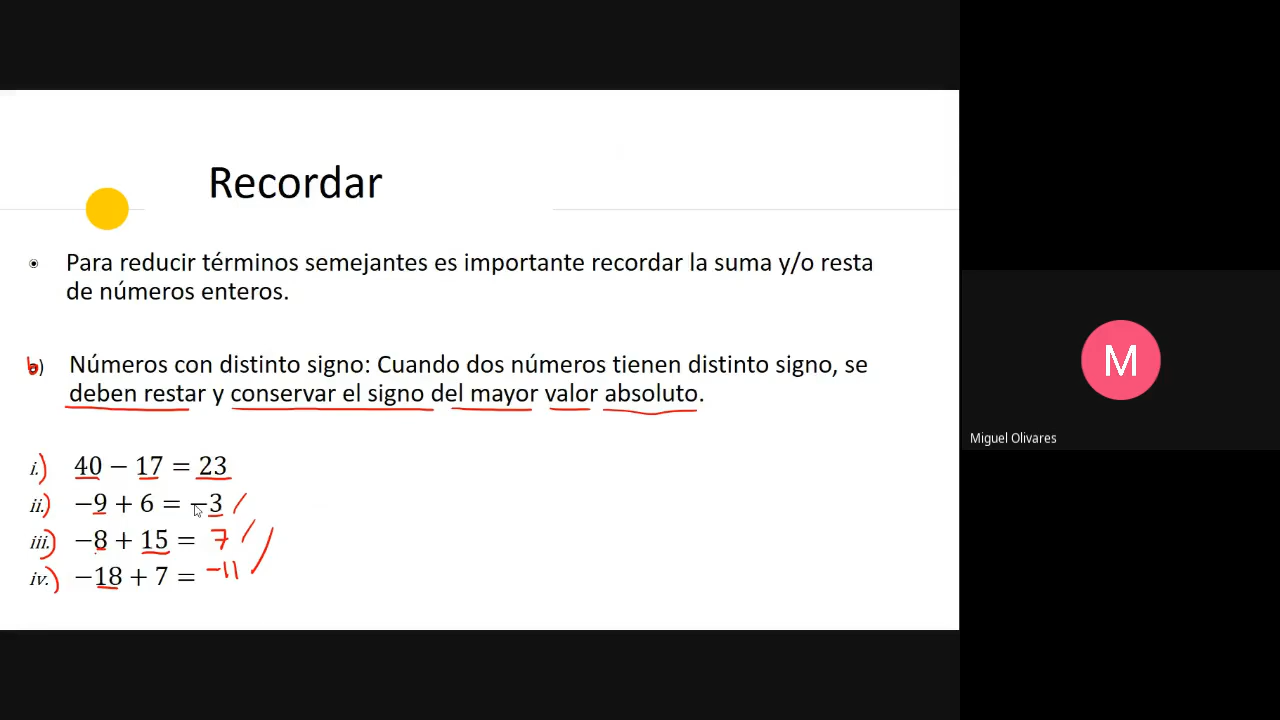 Recordar
Para reducir términos semejantes es importante recordar la suma y/o resta
de números enteros.
b) Números con distinto signo: Cuando dos números tienen distinto signo, se
deben restar y conservar el signo del mayor valor absoluto.
i.) 40 − 17 = 23
ii.) −9 + 6 = −3
iii.) −8 + 15 = 7
iv.) −18 + 7 = −11
M
Miguel Olivares